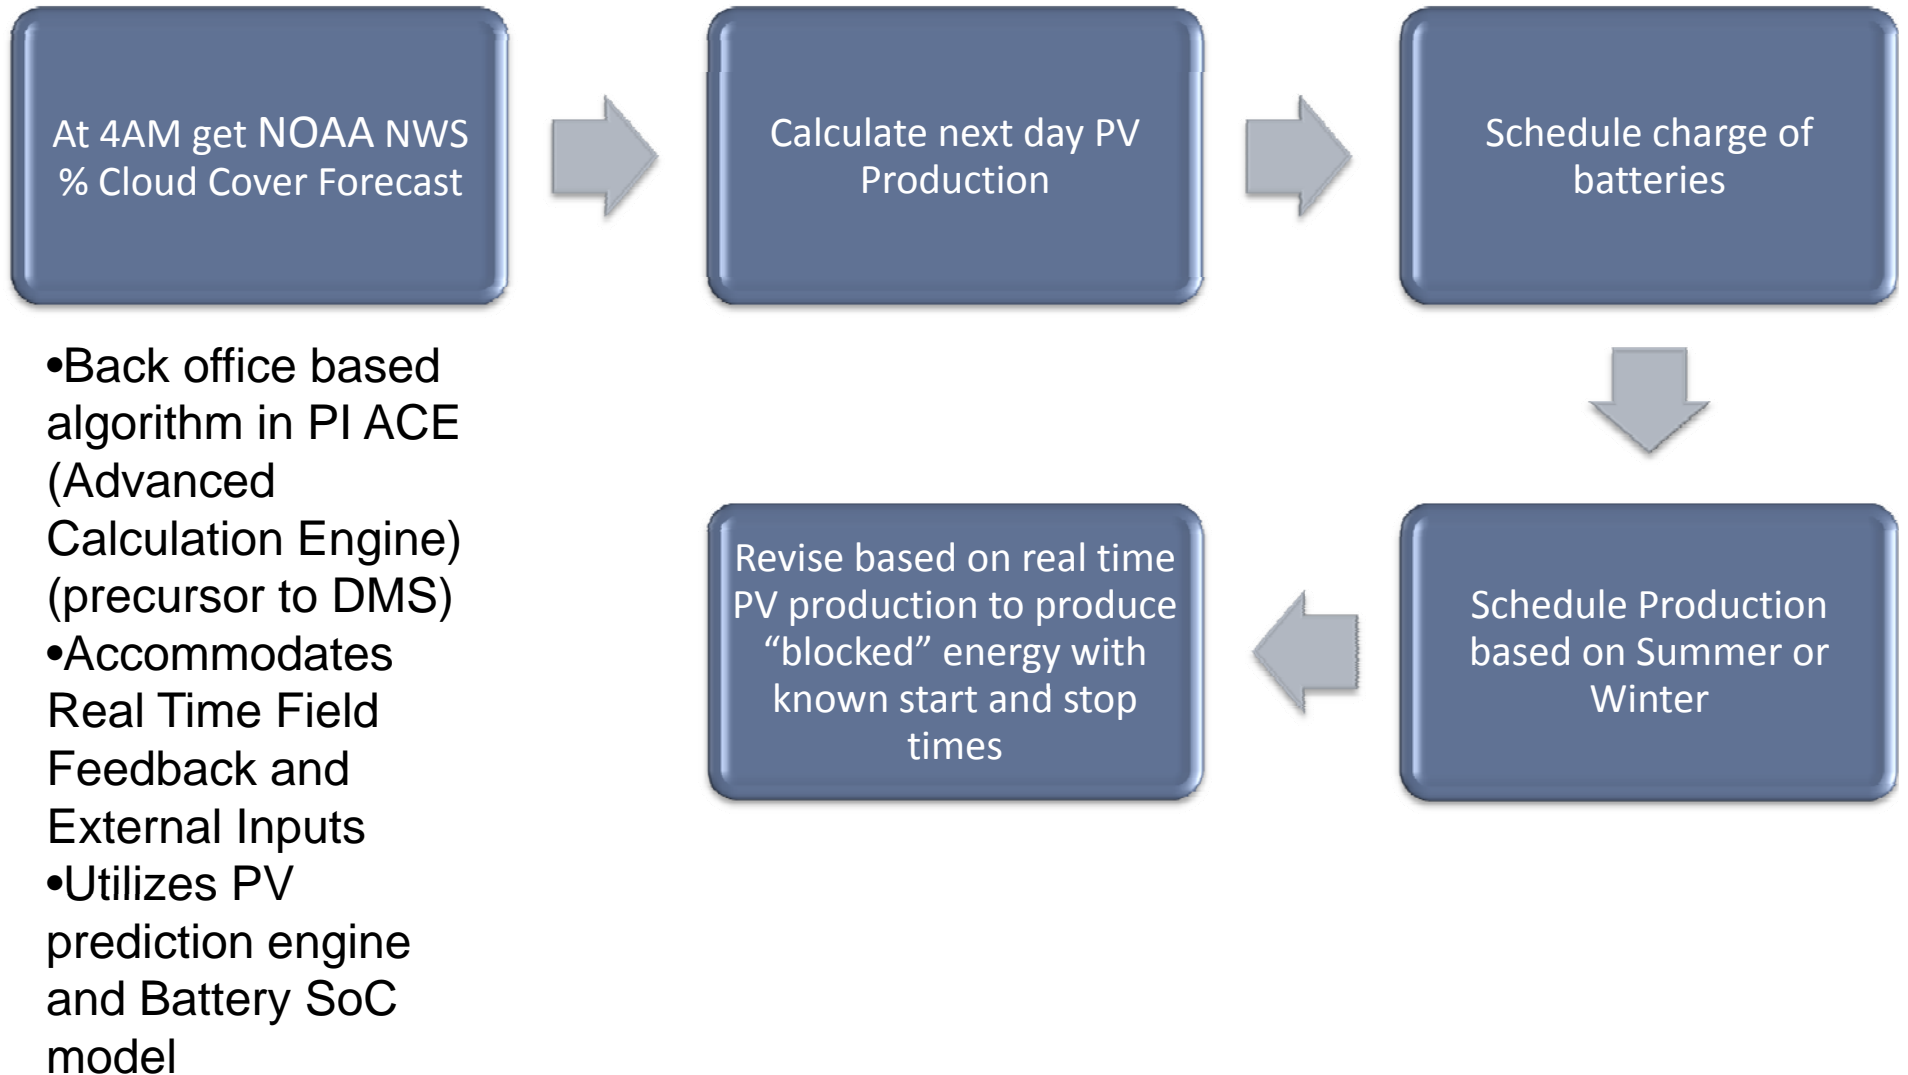 At 4AM get NOAA NWS
% Cloud Cover Forecast
Calculate next day PV
Production
Schedule charge of
batteries
Schedule Production
based on Summer or
Winter
Revise based on real time
PV production to produce
“blocked” energy with
known start and stop
times
•Back office based
algorithm in PI ACE
(Advanced
Calculation Engine)
(precursor to DMS)
•Accommodates
Real Time Field
Feedback and
External Inputs
•Utilizes PV
prediction engine
and Battery SoC
model